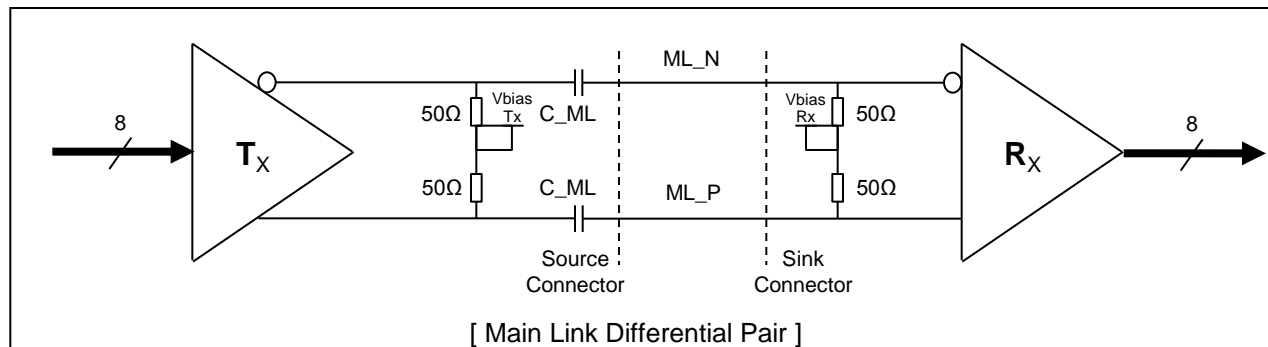 ML_N
8
50Ω
Vbias
Tx
C_ML
Vbias
Rx
50Ω
8
TX
RX
50Ω
C_ML
ML_P
50Ω
Source
Connector
Sink
Connector
[ Main Link Differential Pair ]